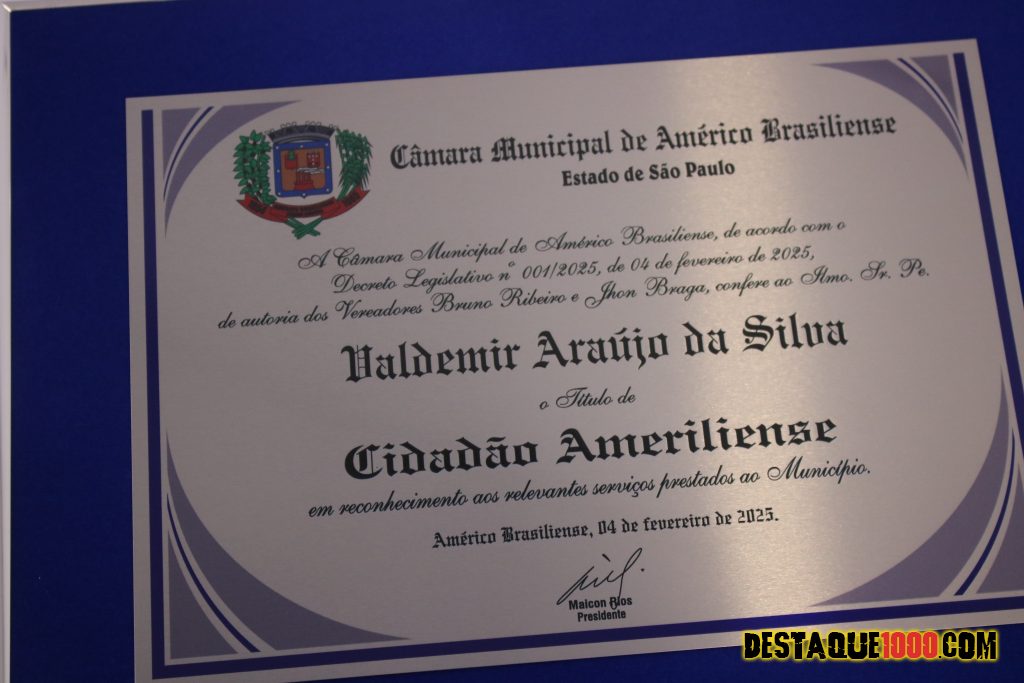 Câmara Municipal de Américo Brasiliense
Estado de São Paulo
A Câmara Municipal de Américo Brasiliense, de acordo com o
Decreto Legislativo nº 001/2025, de 04 de fevereiro de 2025,
de autoria dos Vereadores Bruno Ribeiro e Jhon Braga, confere ao Ilmo. Sr. Pe.
Valdemir Araújo da Silva
o Título de
Cidadão Ameriliense
em reconhecimento aos relevantes serviços prestados ao Município.
Américo Brasiliense, 04 de fevereiro de 2025.
Maicon Rios
Presidente
DESTAQUE1000.COM